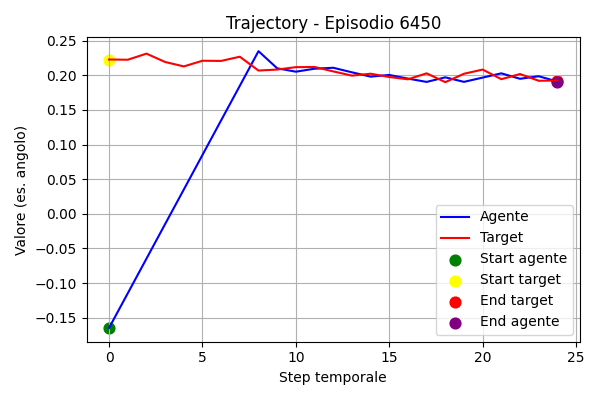 Trajectory - Episodio 6450
Valore (es. angolo)
0.25
0.20
0.15
0.10
0.05
0.00
−0.05
−0.10
−0.15
0
5
10
15
20
25
Step temporale
Agente
Target
Start agente
Start target
End target
End agente